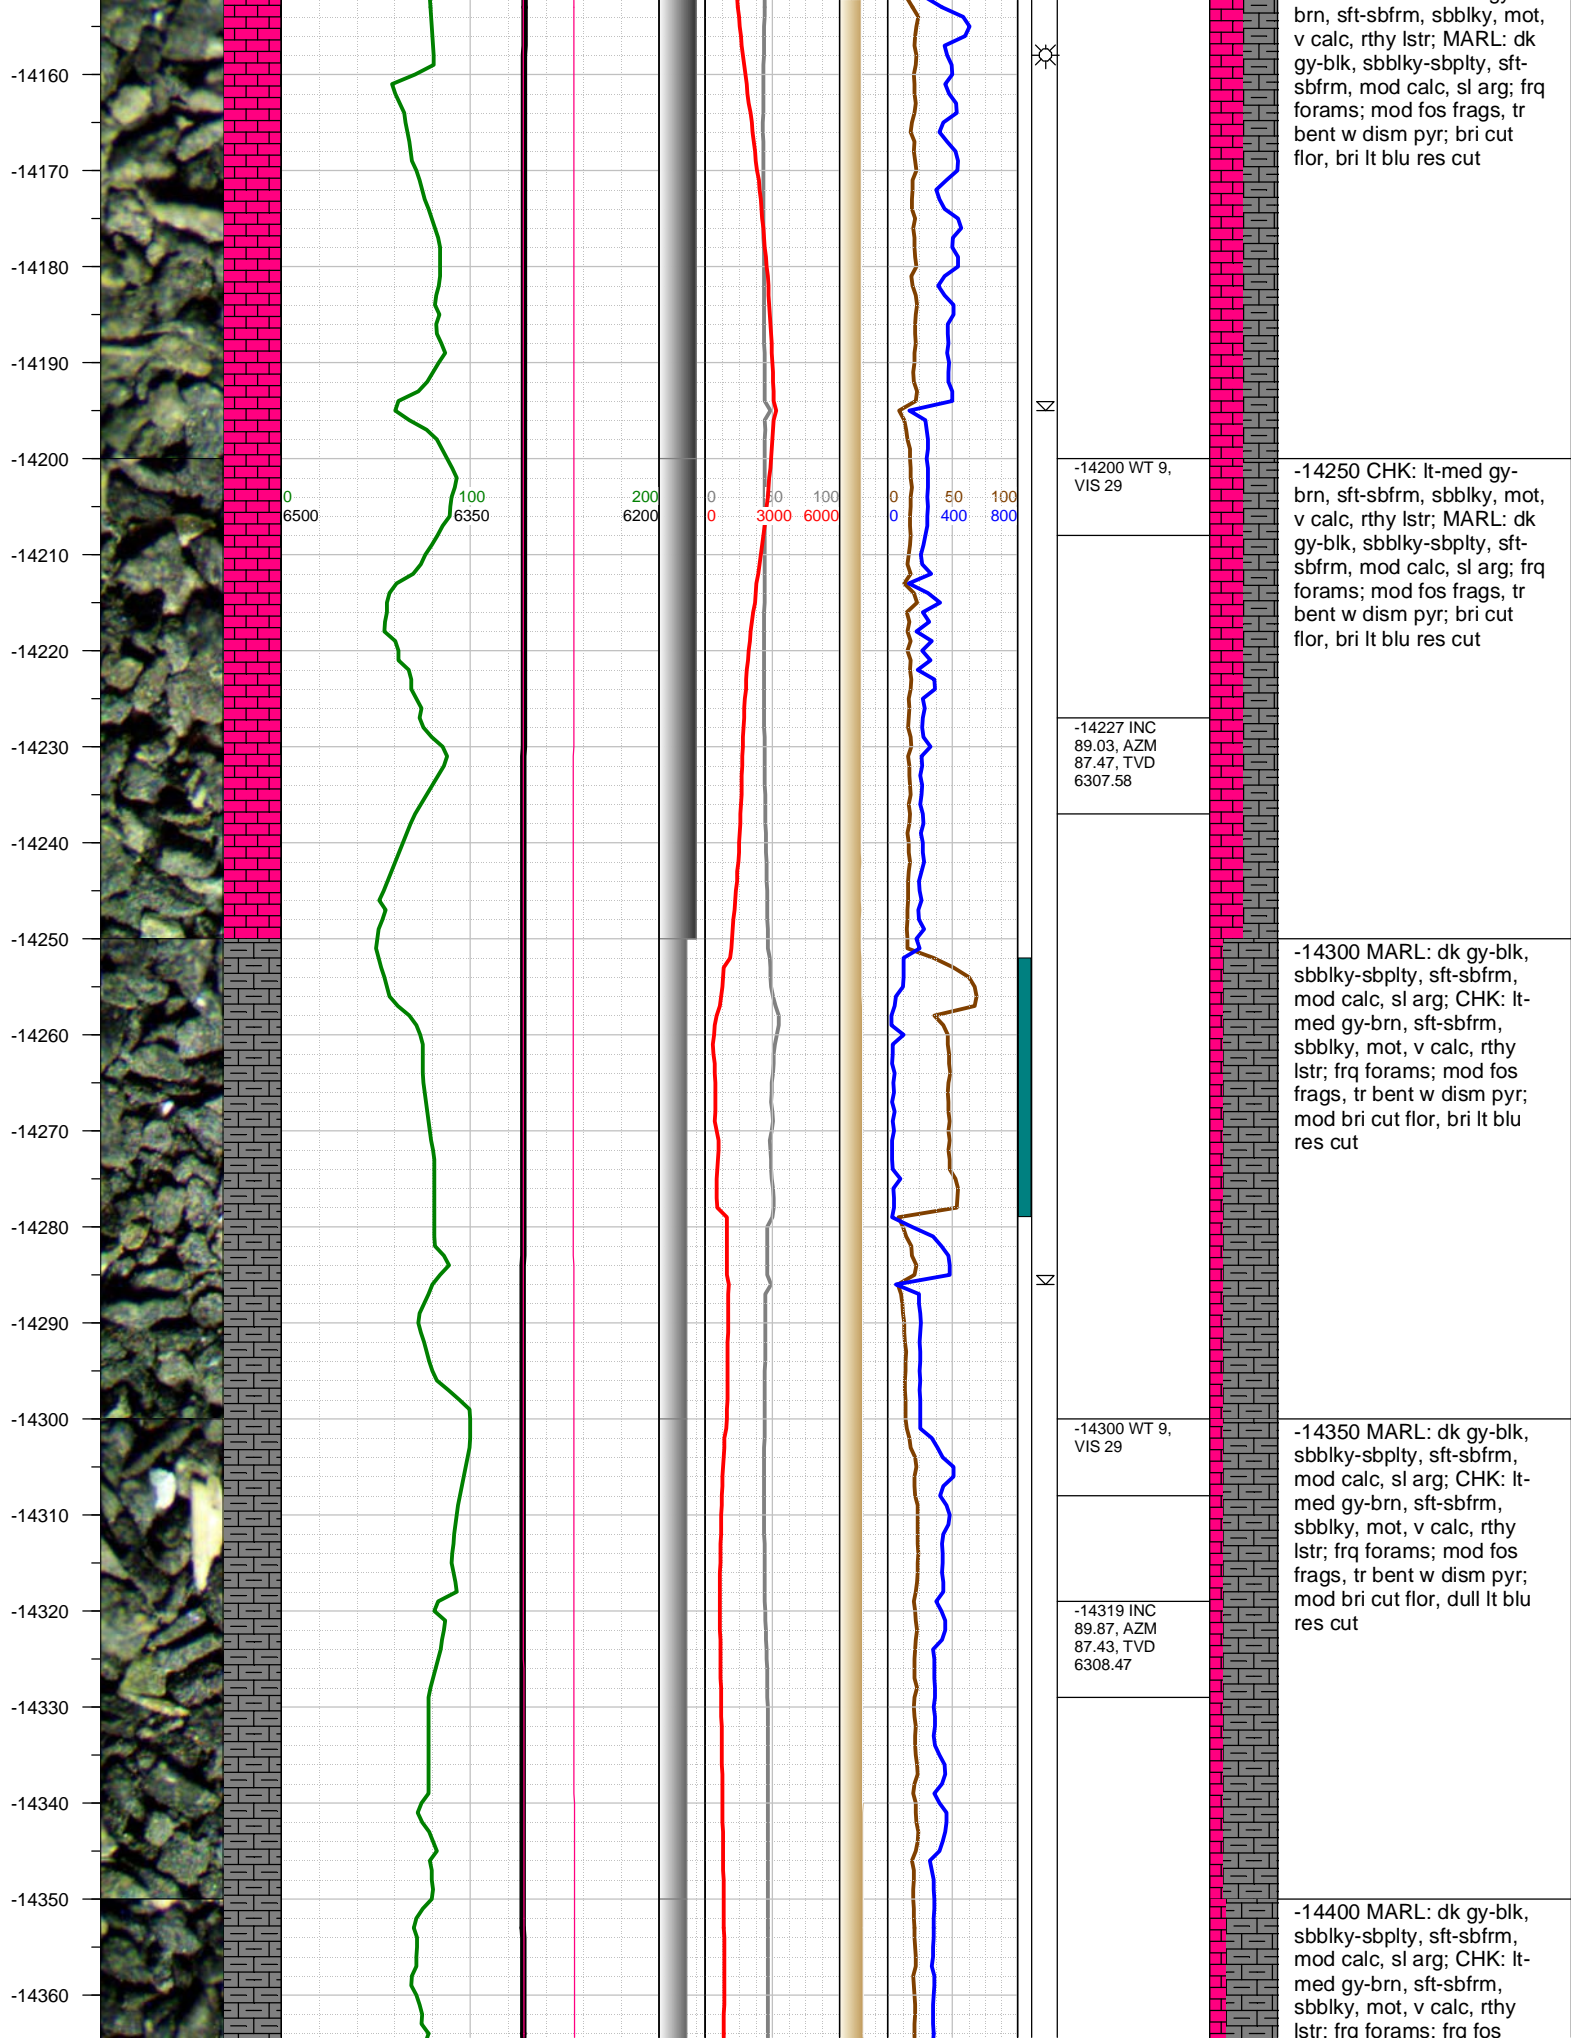 gy-
brn, sft-sbfrm, sbblky, mot,
v calc, rthy lstr; MARL: dk
gy-blk, sbblky-sbplty, sft-
sbfrm, mod calc, sl arg; frq
forams; mod fos frags, tr
bent w dism pyr; bri cut
flor, bri lt blu res cut
-14160
-14170
-14180
-14190
-14200
-14200 WT 9,
VIS 29
-14250 CHK: lt-med gy-
brn, sft-sbfrm, sbblky, mot,
v calc, rthy lstr; MARL: dk
gy-blk, sbblky-sbplty, sft-
sbfrm, mod calc, sl arg; frq
forams; mod fos frags, tr
bent w dism pyr; bri cut
flor, bri lt blu res cut
0 100 200 0 50 100 0 50 100
6500 6350 6200 0 3000 6000 0 400 800
-14210
-14220
-14227 INC
89.03, AZM
87.47, TVD
6307.58
-14230
-14240
-14250
-14300 MARL: dk gy-blk,
sbblky-sbplty, sft-sbfrm,
mod calc, sl arg; CHK: lt-
med gy-brn, sft-sbfrm,
sbblky, mot, v calc, rthy
lstr; frq forams; mod fos
frags, tr bent w dism pyr;
mod bri cut flor, bri lt blu
res cut
-14260
-14270
-14280
-14290
-14300
-14300 WT 9,
VIS 29
-14350 MARL: dk gy-blk,
sbblky-sbplty, sft-sbfrm,
mod calc, sl arg; CHK: lt-
med gy-brn, sft-sbfrm,
sbblky, mot, v calc, rthy
lstr; frq forams; mod fos
frags, tr bent w dism pyr;
mod bri cut flor, dull lt blu
res cut
-14310
-14319 INC
89.87, AZM
87.43, TVD
6308.47
-14320
-14330
-14340
-14350
-14400 MARL: dk gy-blk,
sbblky-sbplty, sft-sbfrm,
mod calc, sl arg; CHK: lt-
med gy-brn, sft-sbfrm,
sbblky, mot, v calc, rthy
lstr; frq forams; frq fos
-14360